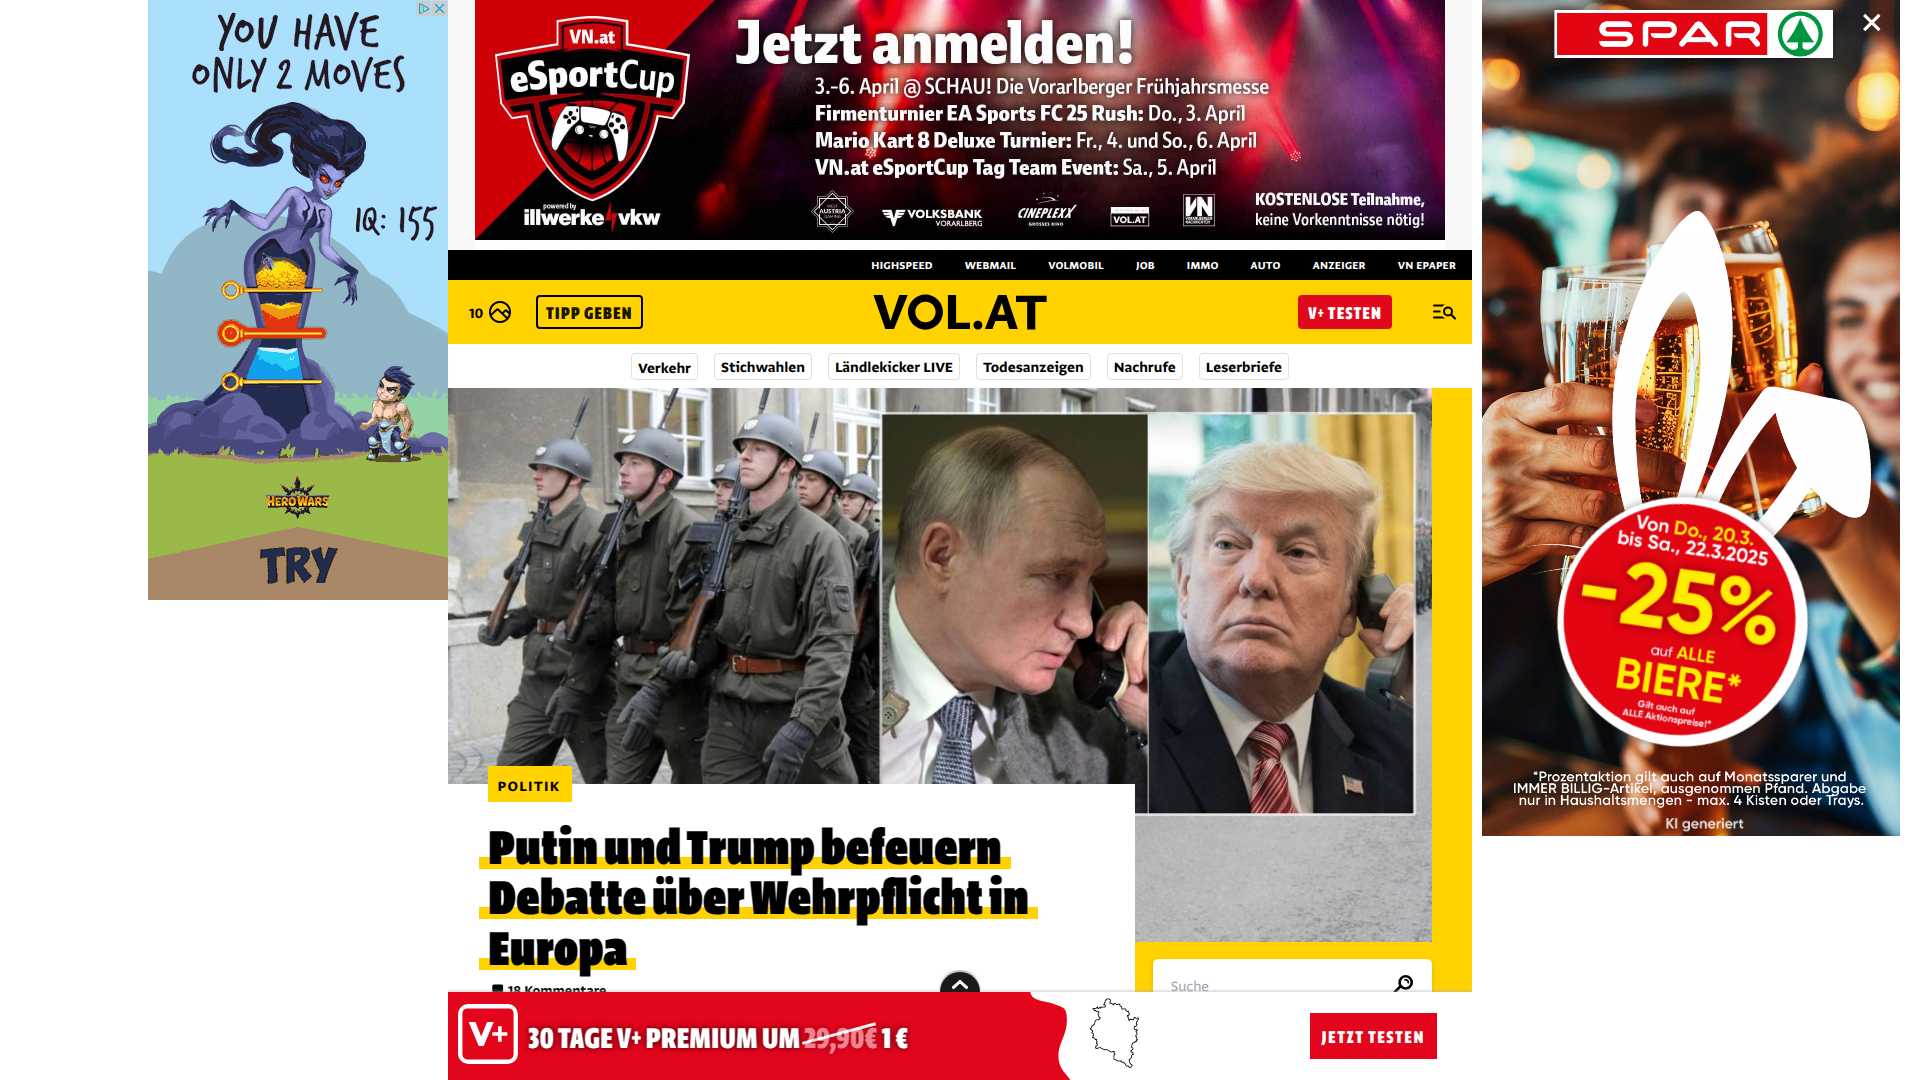 YOU HAVE
ONLY 2 MOVES
IQ: 155
HERO WARS
TRY
VN.at
eSportCup
powered by
illwerke vkw
Jetzt anmelden!
3.-6. April @ SCHAU! Die Vorarlberger Frühjahrsmesse
Firmenturnier EA Sports FC 25 Rush: Do., 3. April
Mario Kart 8 Deluxe Turnier: Fr., 4. und So., 6. April
VN.at eSportCup Tag Team Event: Sa., 5. April
AUSTRIA
VOLKSBANK
VORARLBERG
CINEPLEXX
VOL.AT
VN
KOSTENLOSE Teilnahme,
keine Vorkenntnisse nötig!
HIGHSPEED WEBMAIL VOLMOBIL JOB IMMO AUTO ANZEIGER VN EPAPER
10 TIPP GEBEN VOL.AT V+ TESTEN
Verkehr Stichwahlen Ländlekicker LIVE Todesanzeigen Nachrufe Leserbriefe
POLITIK
Putin und Trump befeuern
Debatte über Wehrpflicht in
Europa
18 Kommentare
Suche
V+ 30 TAGE V+ PREMIUM UM 29,90€ 1 € JETZT TESTEN
SPAR
Von Do., 20.3.
bis Sa., 22.3.2025
-25%
auf ALLE
BIERE*
Gilt auch auf
ALLE Aktionspreise!*
*Prozentaktion gilt auch auf Monatssparer und
IMMER BILLIG-Artikel, ausgenommen Pfand. Abgabe
nur in Haushaltsmengen - max. 4 Kisten oder Trays.
KI generiert